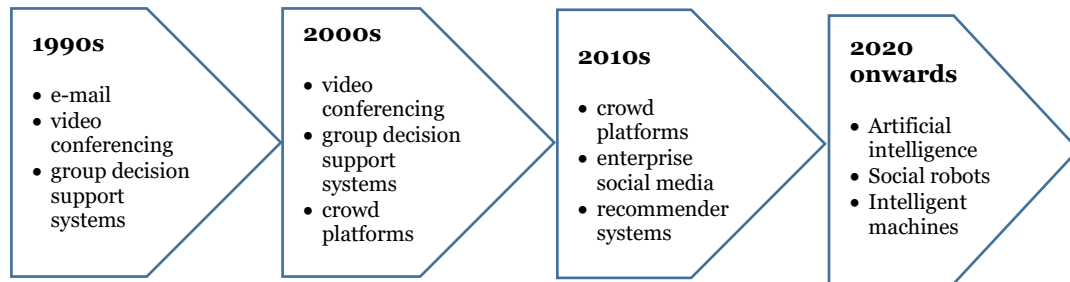 1990s
• e-mail
• video
conferencing
• group decision
support
systems
2000s
• video
conferencing
• group decision
support
systems
• crowd
platforms
2010s
• crowd
platforms
• enterprise
social media
• recommender
systems
2020
onwards
• Artificial
intelligence
• Social robots
• Intelligent
machines